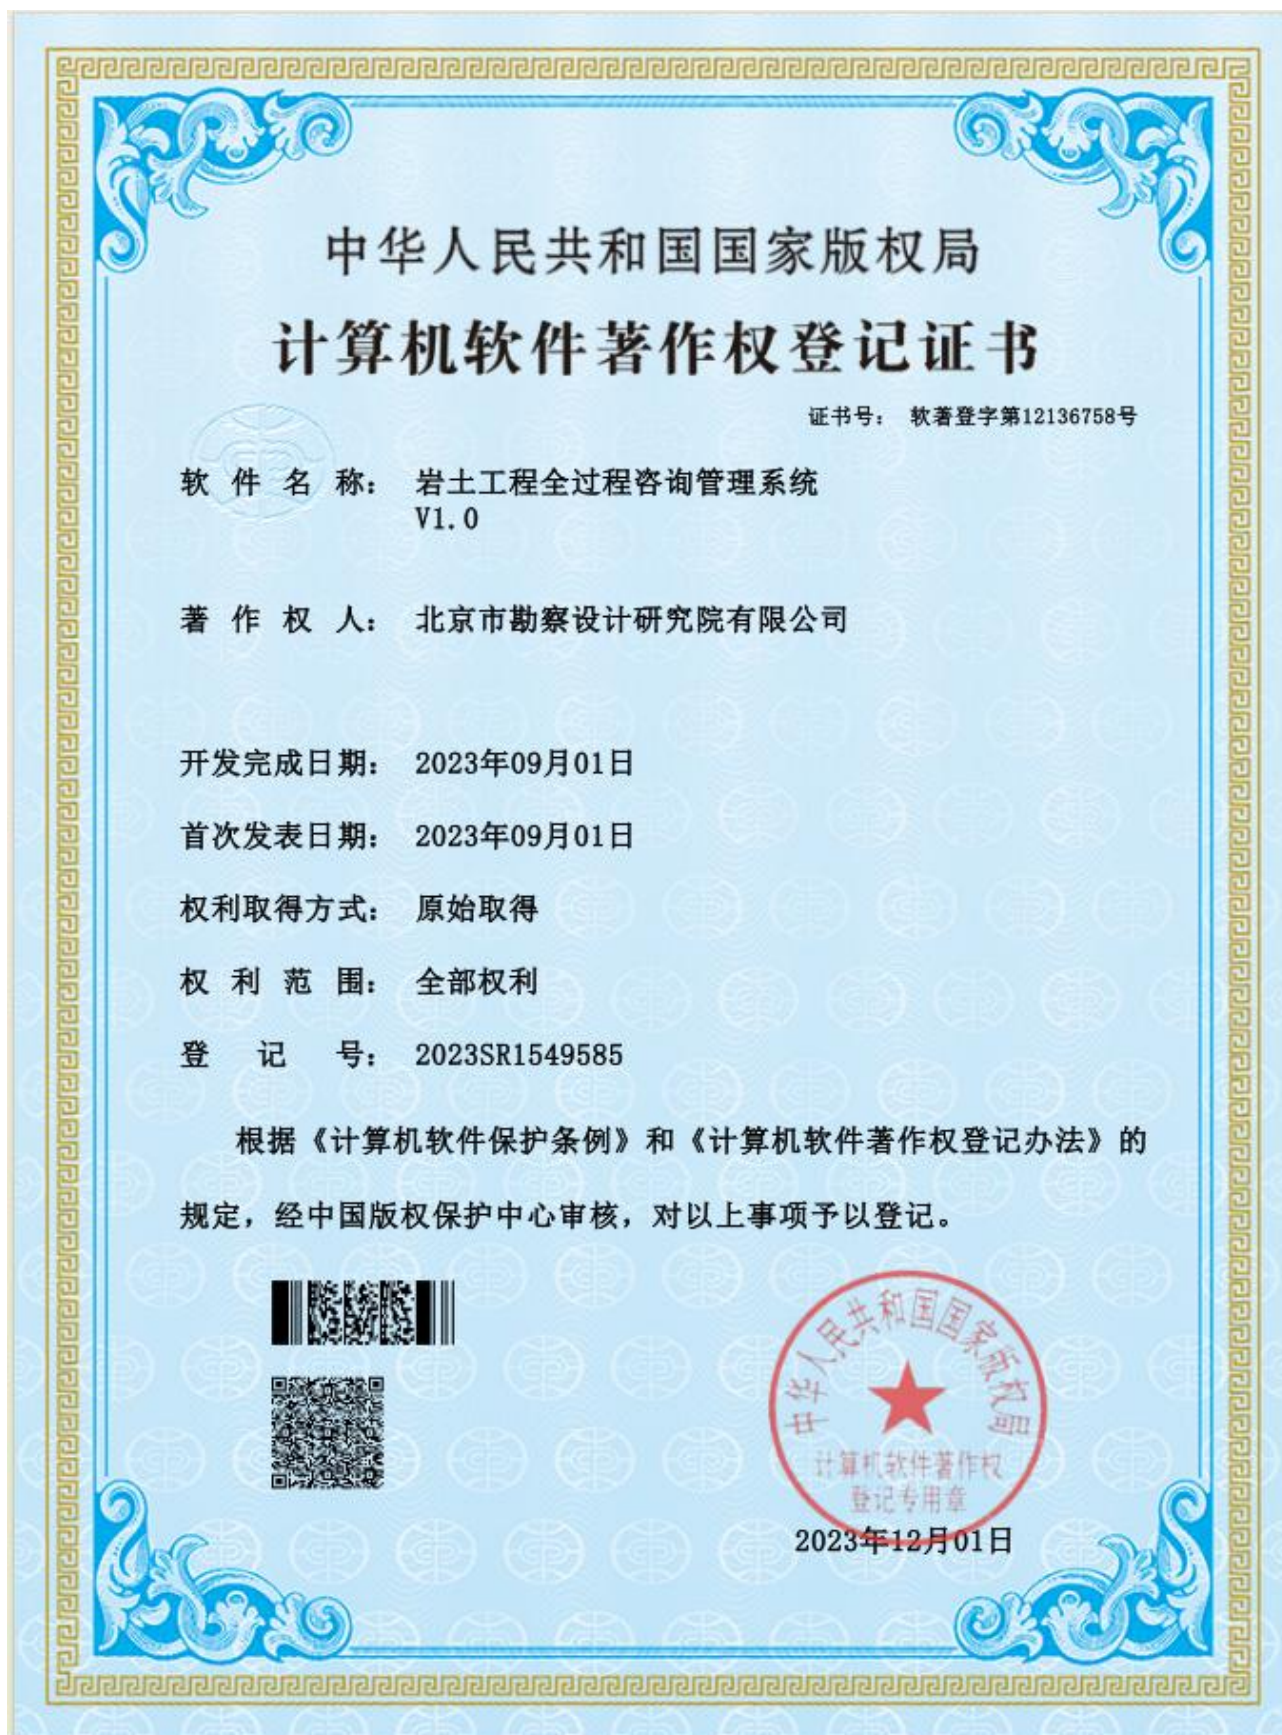 中华人民共和国国家版权局
计算机软件著作权登记证书
证书号： 软著登字第12136758号
软件名称： 岩土工程全过程咨询管理系统
V1.0
著作权人： 北京市勘察设计研究院有限公司
开发完成日期： 2023年09月01日
首次发表日期： 2023年09月01日
权利取得方式： 原始取得
权利范围： 全部权利
登记号： 2023SR1549585
根据《计算机软件保护条例》和《计算机软件著作权登记办法》的
规定，经中国版权保护中心审核，对以上事项予以登记。
中华人民共和国国家版权局
计算机软件著作权
登记专用章
2023年12月01日